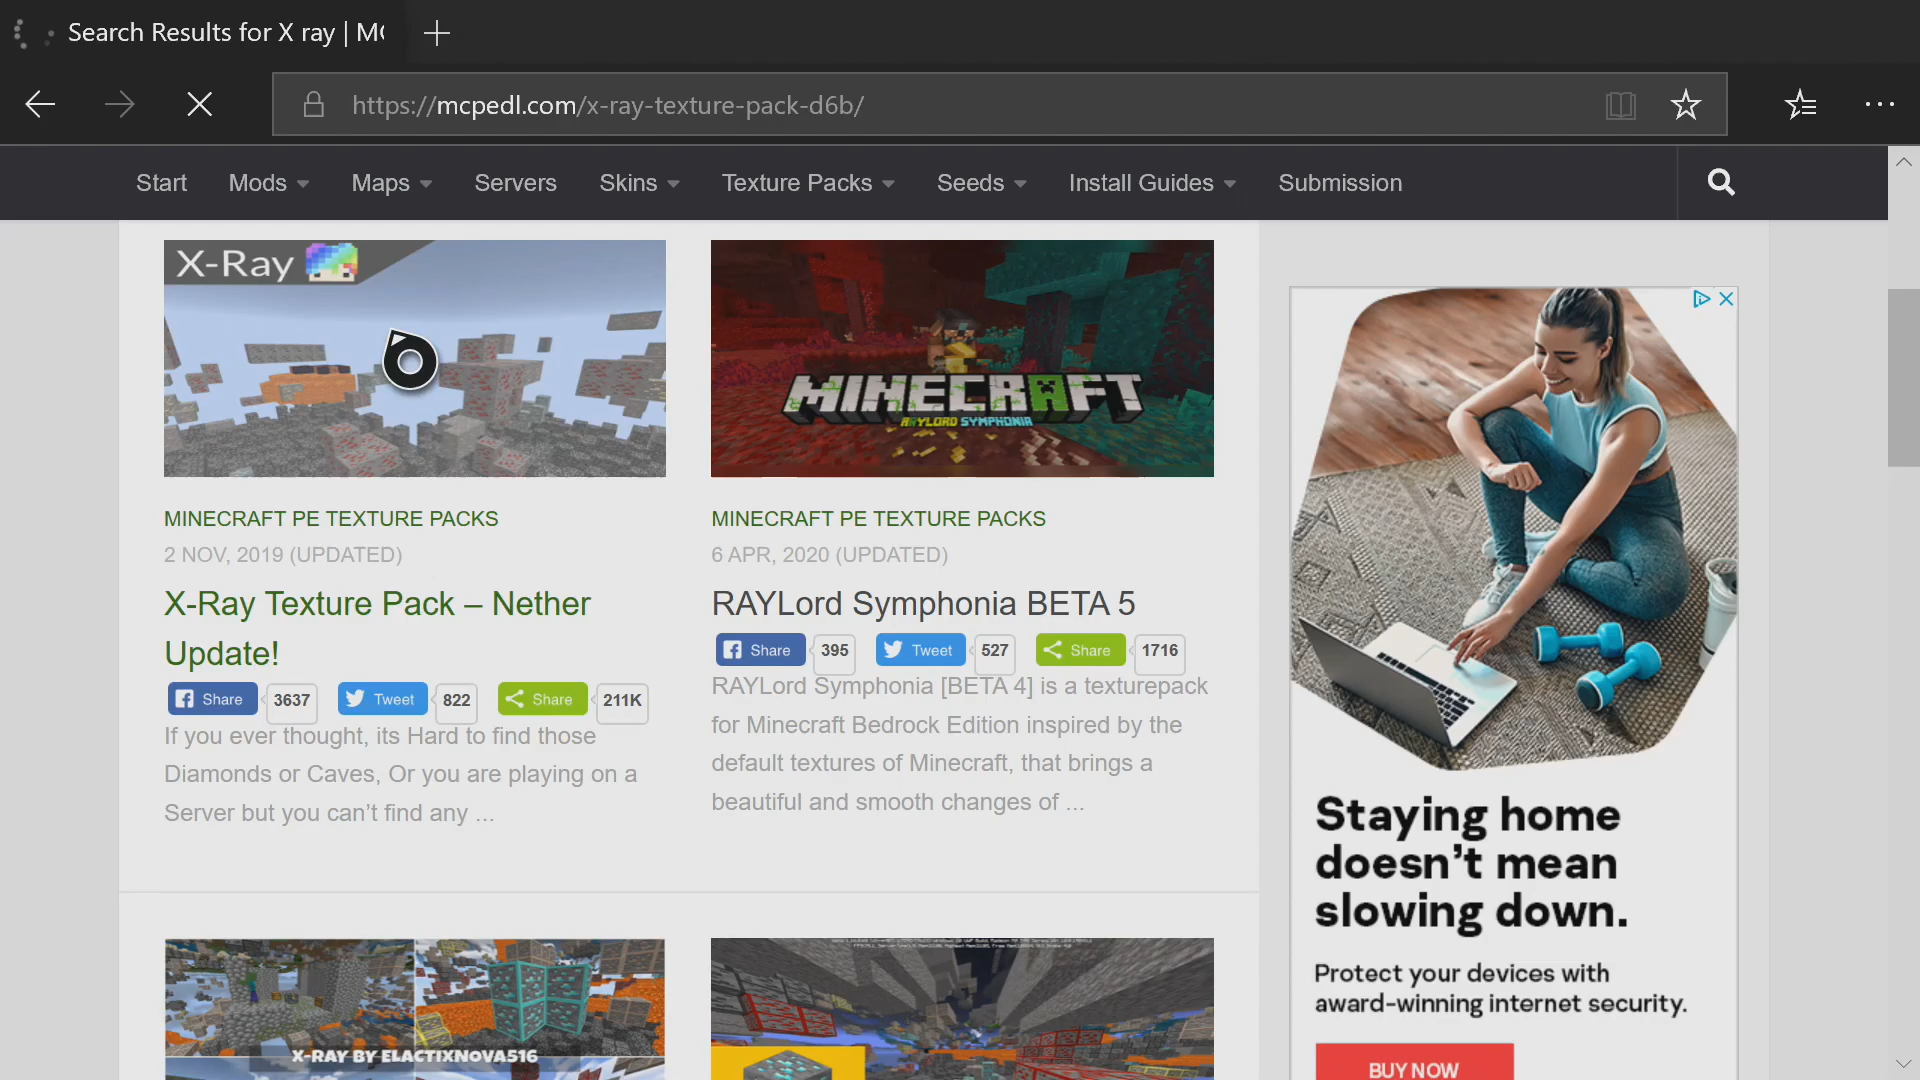 Search Results for X ray | MC
https://mcpedl.com/x-ray-texture-pack-d6b/
Start Mods Maps Servers Skins Texture Packs Seeds Install Guides Submission
X-Ray
MINECRAFT
RAYLORD SYMPHONIA
MINECRAFT PE TEXTURE PACKS
2 NOV, 2019 (UPDATED)
X-Ray Texture Pack – Nether
Update!
Share 3637 Tweet 822 Share 211K
If you ever thought, its Hard to find those
Diamonds or Caves, Or you are playing on a
Server but you can’t find any ...
MINECRAFT PE TEXTURE PACKS
6 APR, 2020 (UPDATED)
RAYLord Symphonia BETA 5
Share 395 Tweet 527 Share 1716
RAYLord Symphonia [BETA 4] is a texturepack
for Minecraft Bedrock Edition inspired by the
default textures of Minecraft, that brings a
beautiful and smooth changes of ...
X-RAY BY ELACTIXNOVA516
Staying home
doesn’t mean
slowing down.
Protect your devices with
award-winning internet security.
BUY NOW